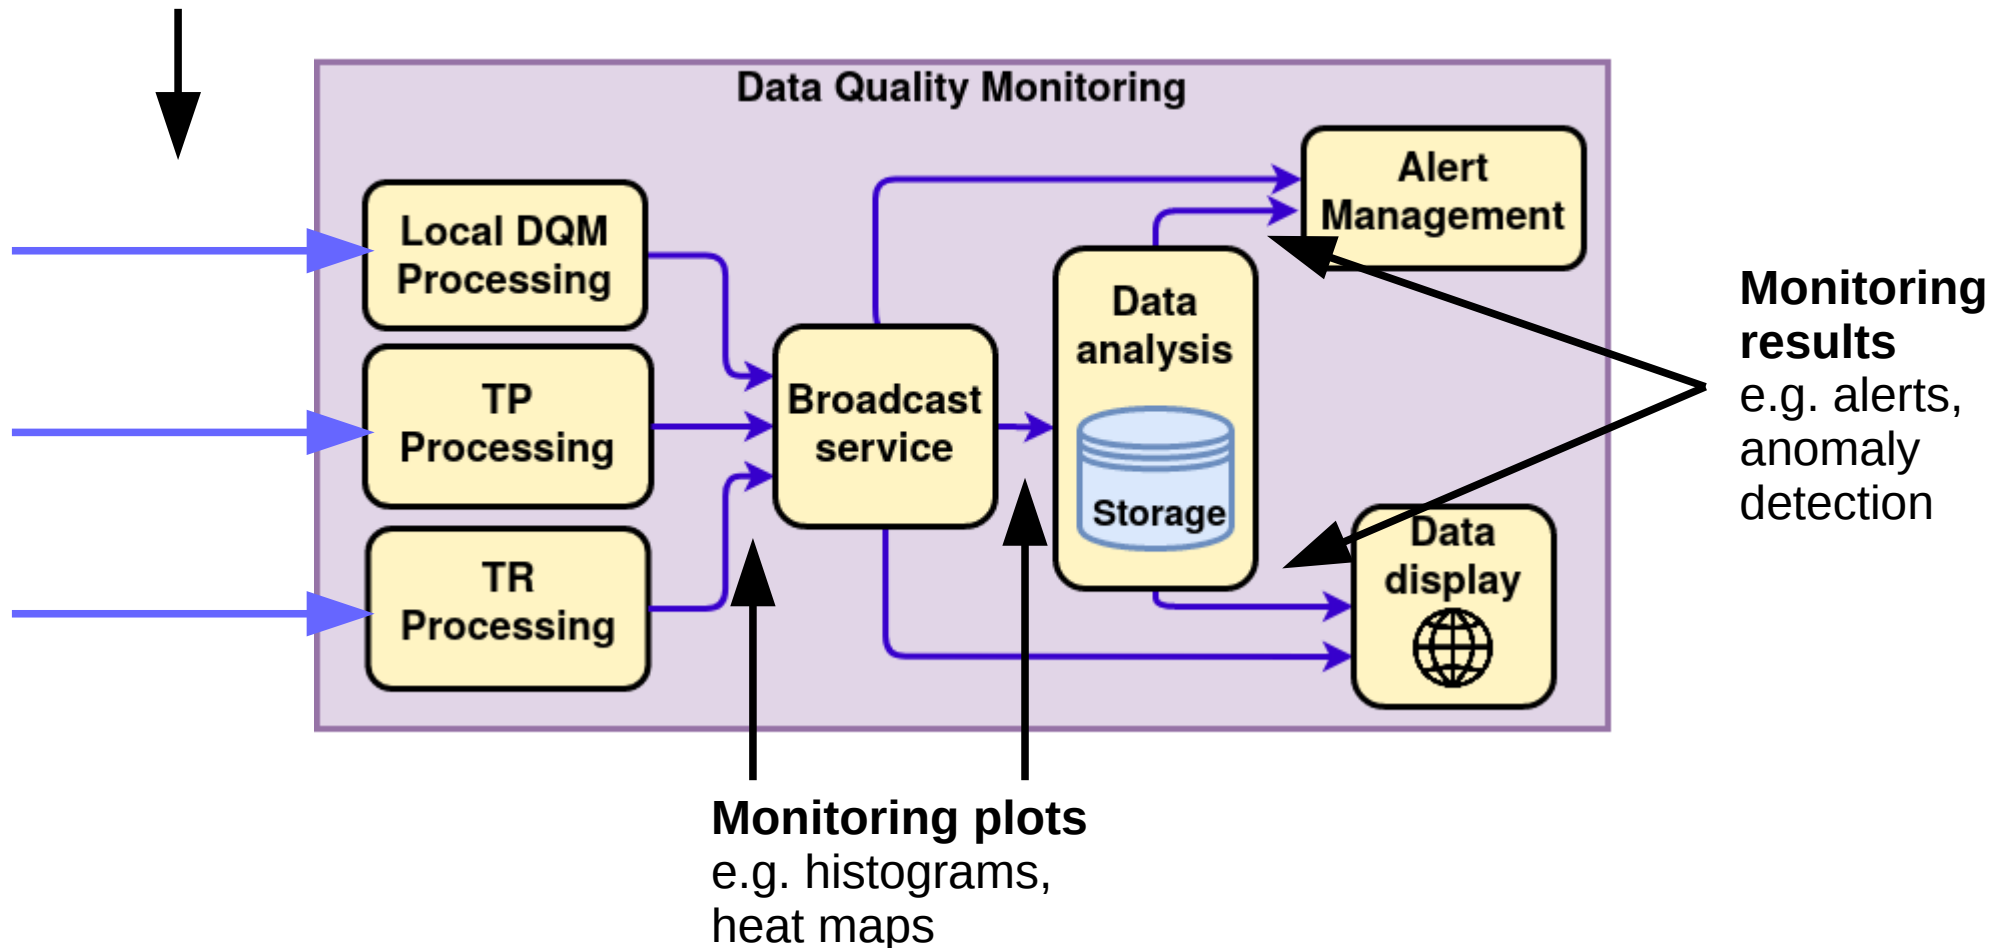 Data Quality Monitoring
Local DQM
Processing
TP
Processing
TR
Processing
Broadcast
service
Data
analysis
Storage
Alert
Management
Data
display
Monitoring
results
e.g. alerts,
anomaly
detection
Monitoring plots
e.g. histograms,
heat maps